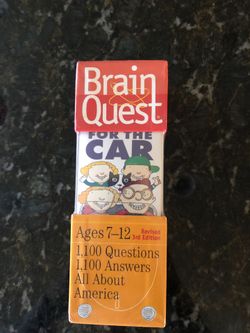 Brain
Quest®
FOR THE
CAR
Ages 7–12
Revised
3rd Edition
1,100 Questions
1,100 Answers
All About
America